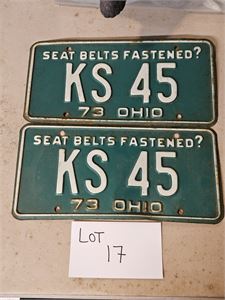 SEAT BELTS FASTENED?
KS 45
73 OHIO
SEAT BELTS FASTENED?
KS 45
73 OHIO
LOT
17